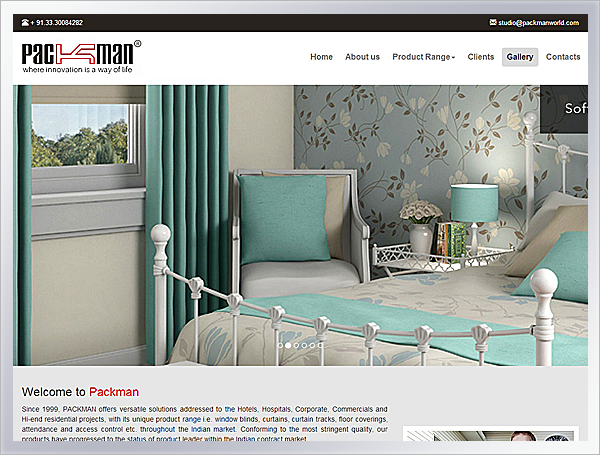 + 91.33.30084282
studio@packmanworld.com
PACKMAN®
where innovation is a way of life
Home About us Product Range Clients Gallery Contacts
Sof
Welcome to Packman
Since 1999, PACKMAN offers versatile solutions addressed to the Hotels, Hospitals, Corporate, Commercials and
Hi-end residential projects, with its unique product range i.e. window blinds, curtains, curtain tracks, floor coverings,
attendance and access control etc. throughout the Indian market. Conforming to the most stringent quality, our
products have progressed to the status of product leader within the Indian contract market.